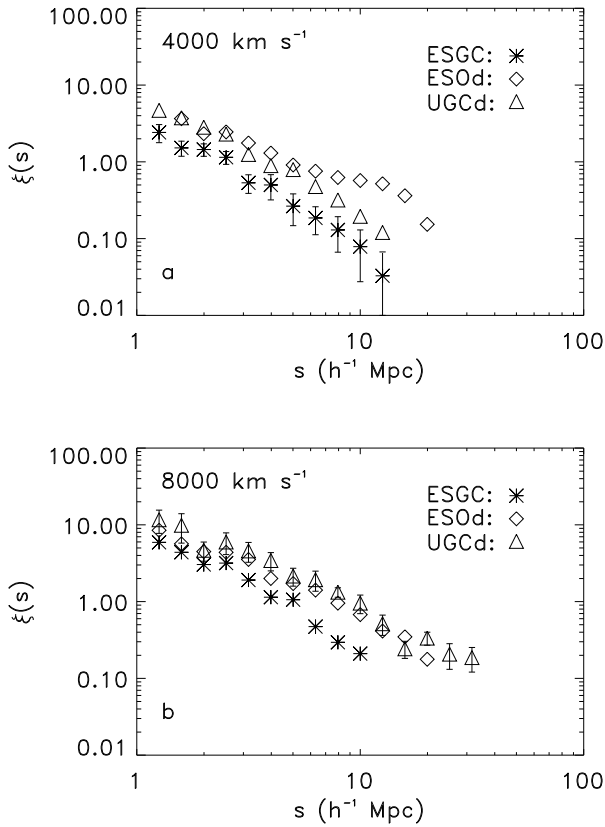 100.00
4000 km s⁻¹
ESGC:
ESOd:
UGCd:
10.00
1.00
0.10
0.01
ξ(s)
a
1 10 100
s (h⁻¹ Mpc)
100.00
8000 km s⁻¹
ESGC:
ESOd:
UGCd:
10.00
1.00
0.10
0.01
ξ(s)
b
1 10 100
s (h⁻¹ Mpc)